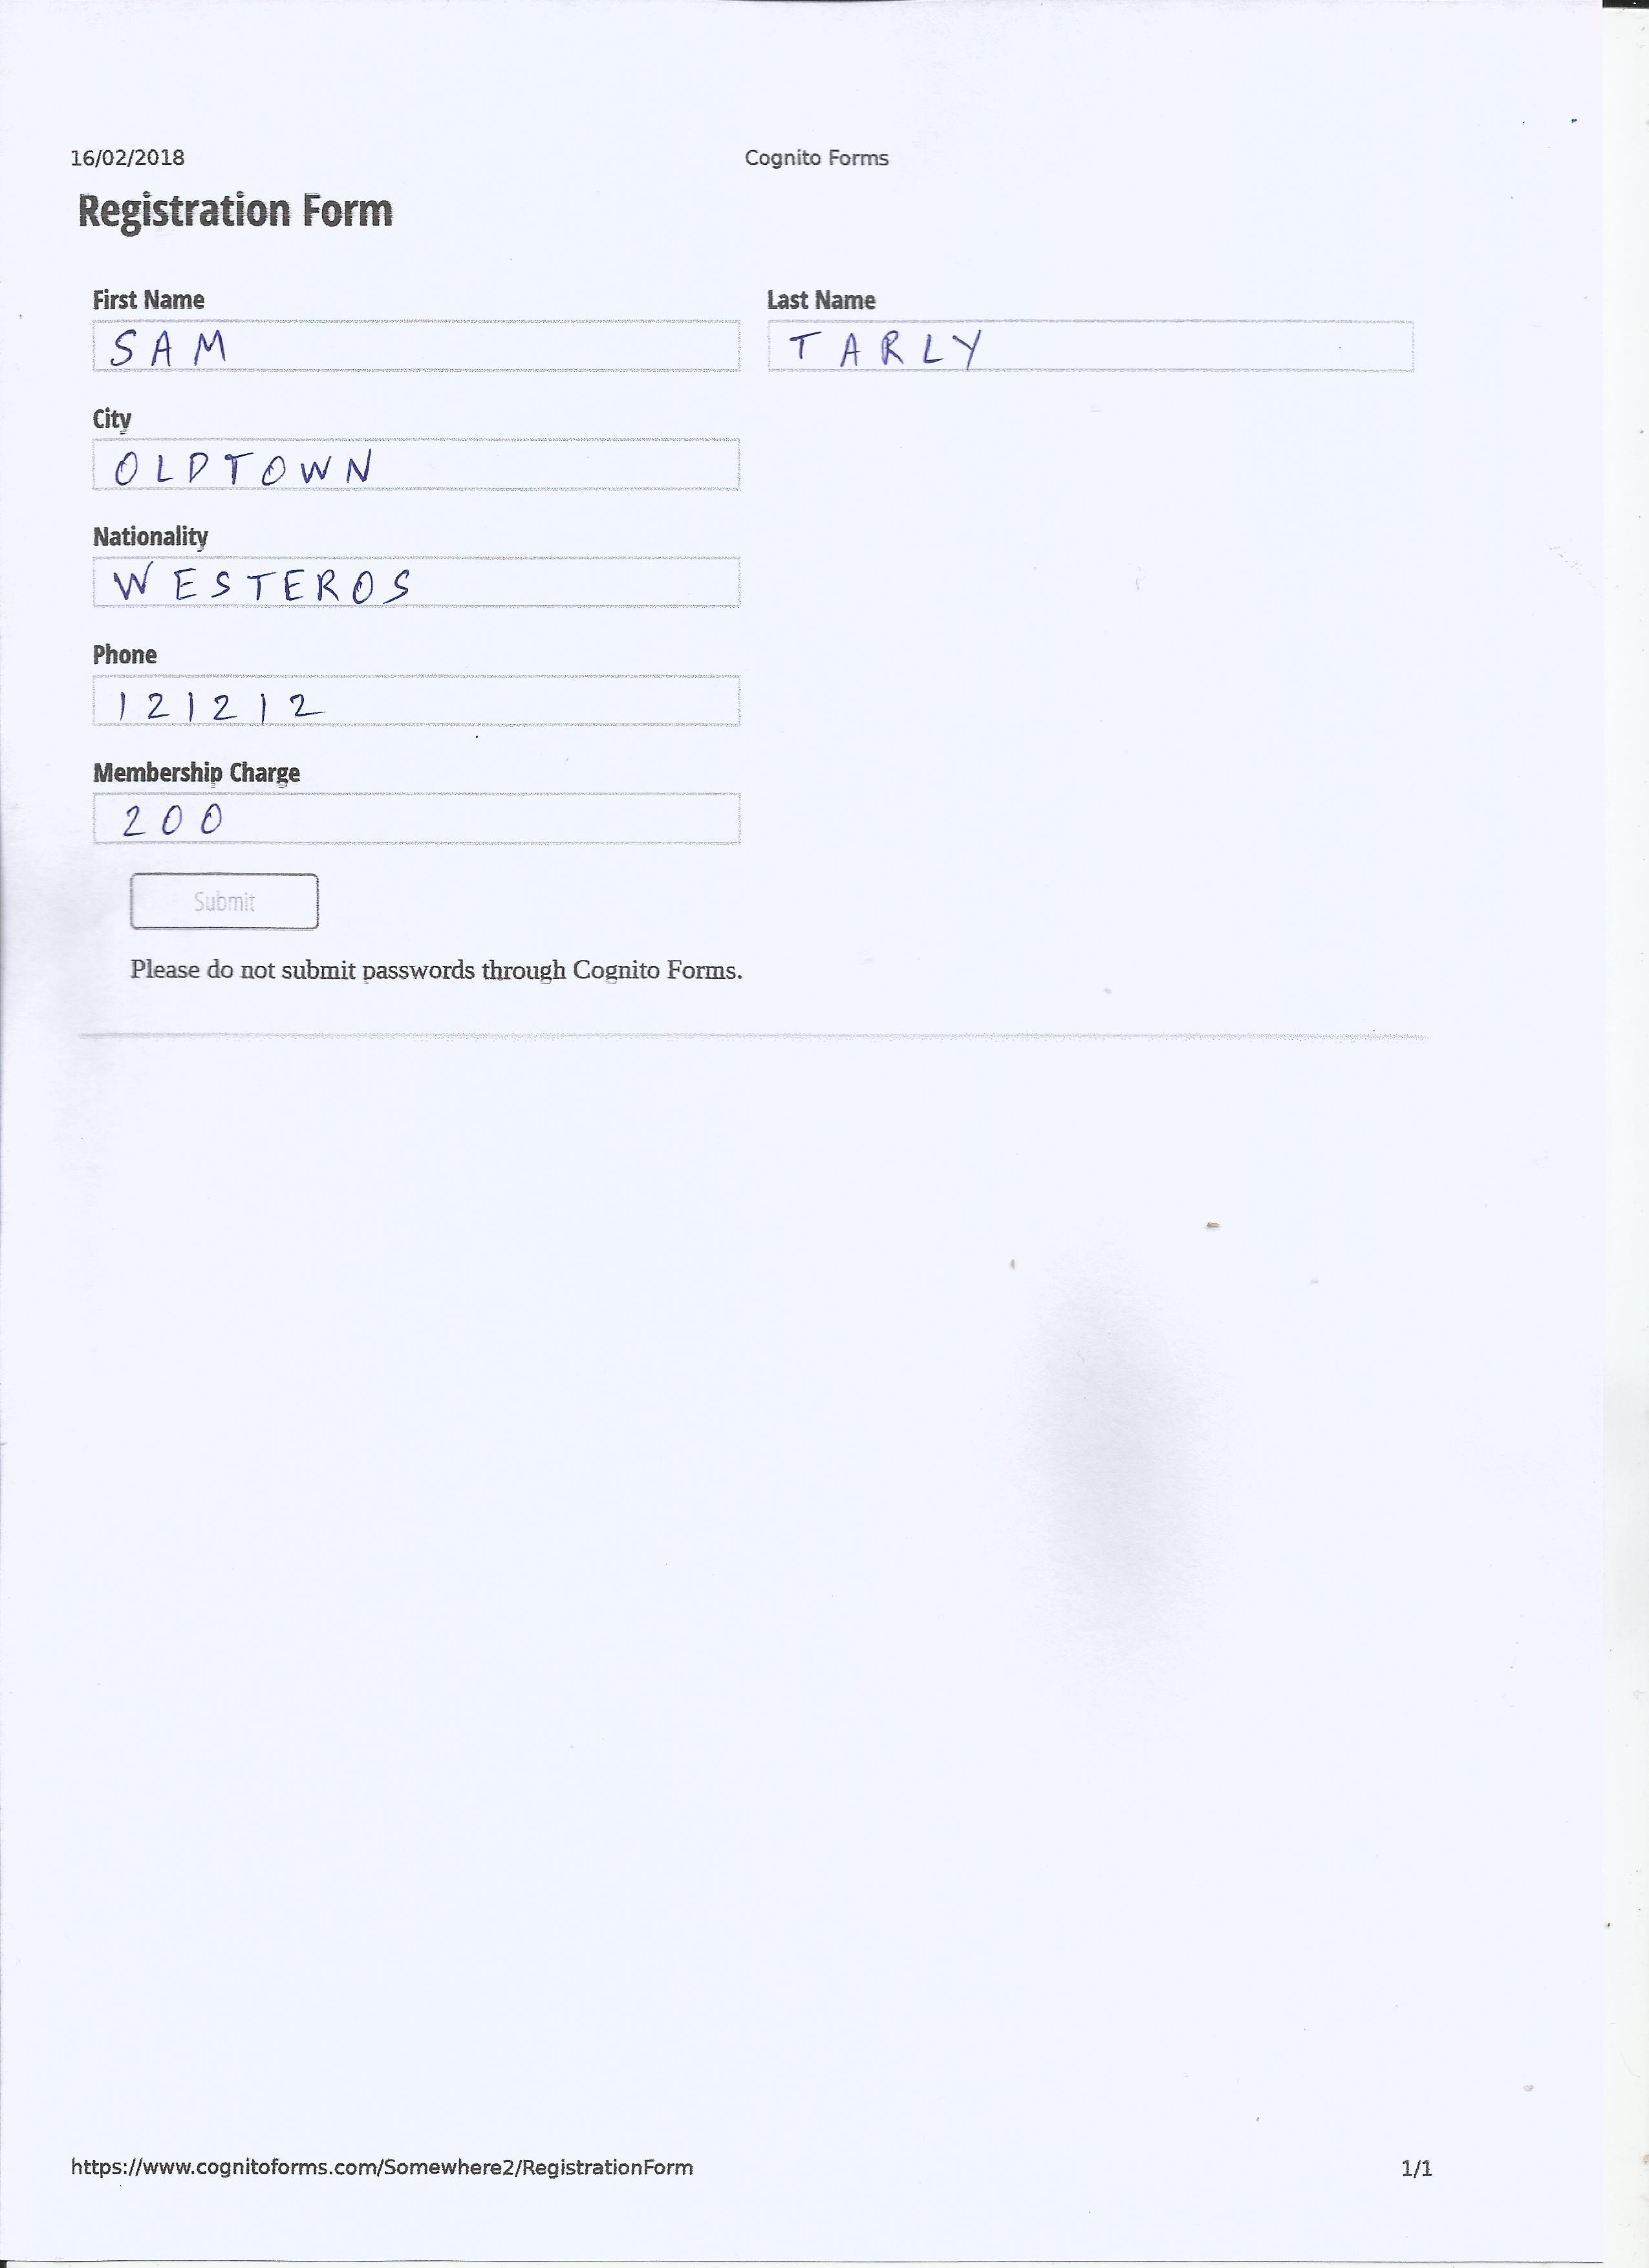 16/02/2018 Cognito Forms
Registration Form
First Name Last Name
SAM TARLY
City
OLDTOWN
Nationality
WESTEROS
Phone
121212
Membership Charge
200
Submit
Please do not submit passwords through Cognito Forms.
https://www.cognitoforms.com/Somewhere2/RegistrationForm 1/1